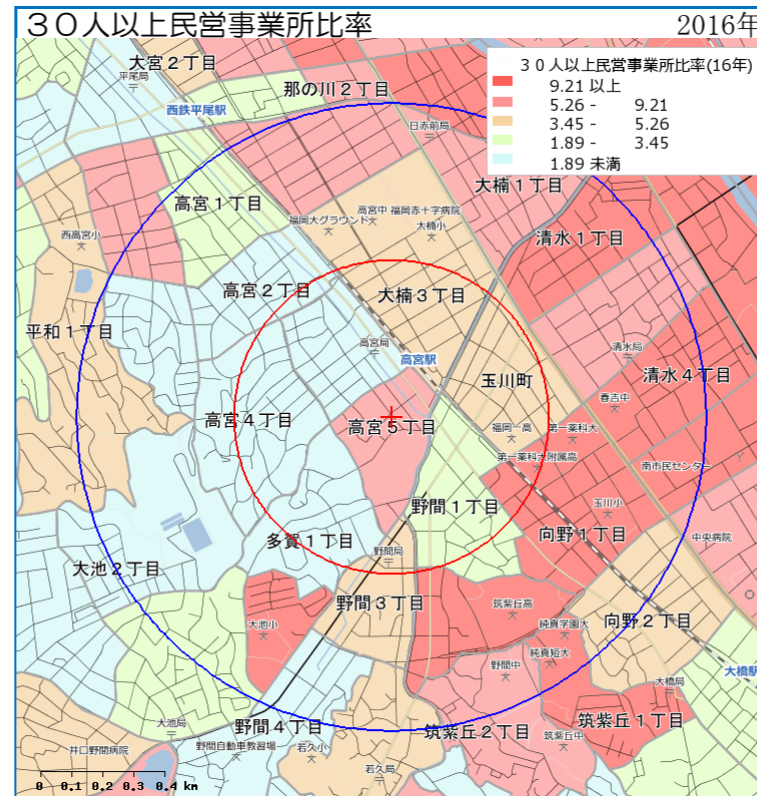 ３０人以上民営事業所比率
2016年
３０人以上民営事業所比率(16年)
9.21 以上
5.26 - 9.21
3.45 - 5.26
1.89 - 3.45
1.89 未満
大宮２丁目
平尾局
那の川２丁目
西鉄平尾駅
日赤前局
大楠１丁目
高宮１丁目
高宮中
福岡赤十字病院
福岡大グラウンド
大楠小
西高宮小
清水１丁目
高宮２丁目
大楠３丁目
平和１丁目
高宮局
高宮駅
清水局
玉川町
清水４丁目
春吉中
高宮４丁目
高宮５丁目
福岡一高
第一薬科大
第一薬科大附属高
南市民センター
野間１丁目
玉川小
多賀１丁目
向野１丁目
中央病院
野間局
大池２丁目
野間３丁目
筑紫丘高
大池小
純真学園大
向野２丁目
純真短大
野間中
大橋駅
大橋局
大池局
野間４丁目
筑紫丘２丁目
筑紫丘１丁目
筑紫丘中
井口野間病院
野間自動車教習場
若久小
若久局
0 0.1 0.2 0.3 0.4 km